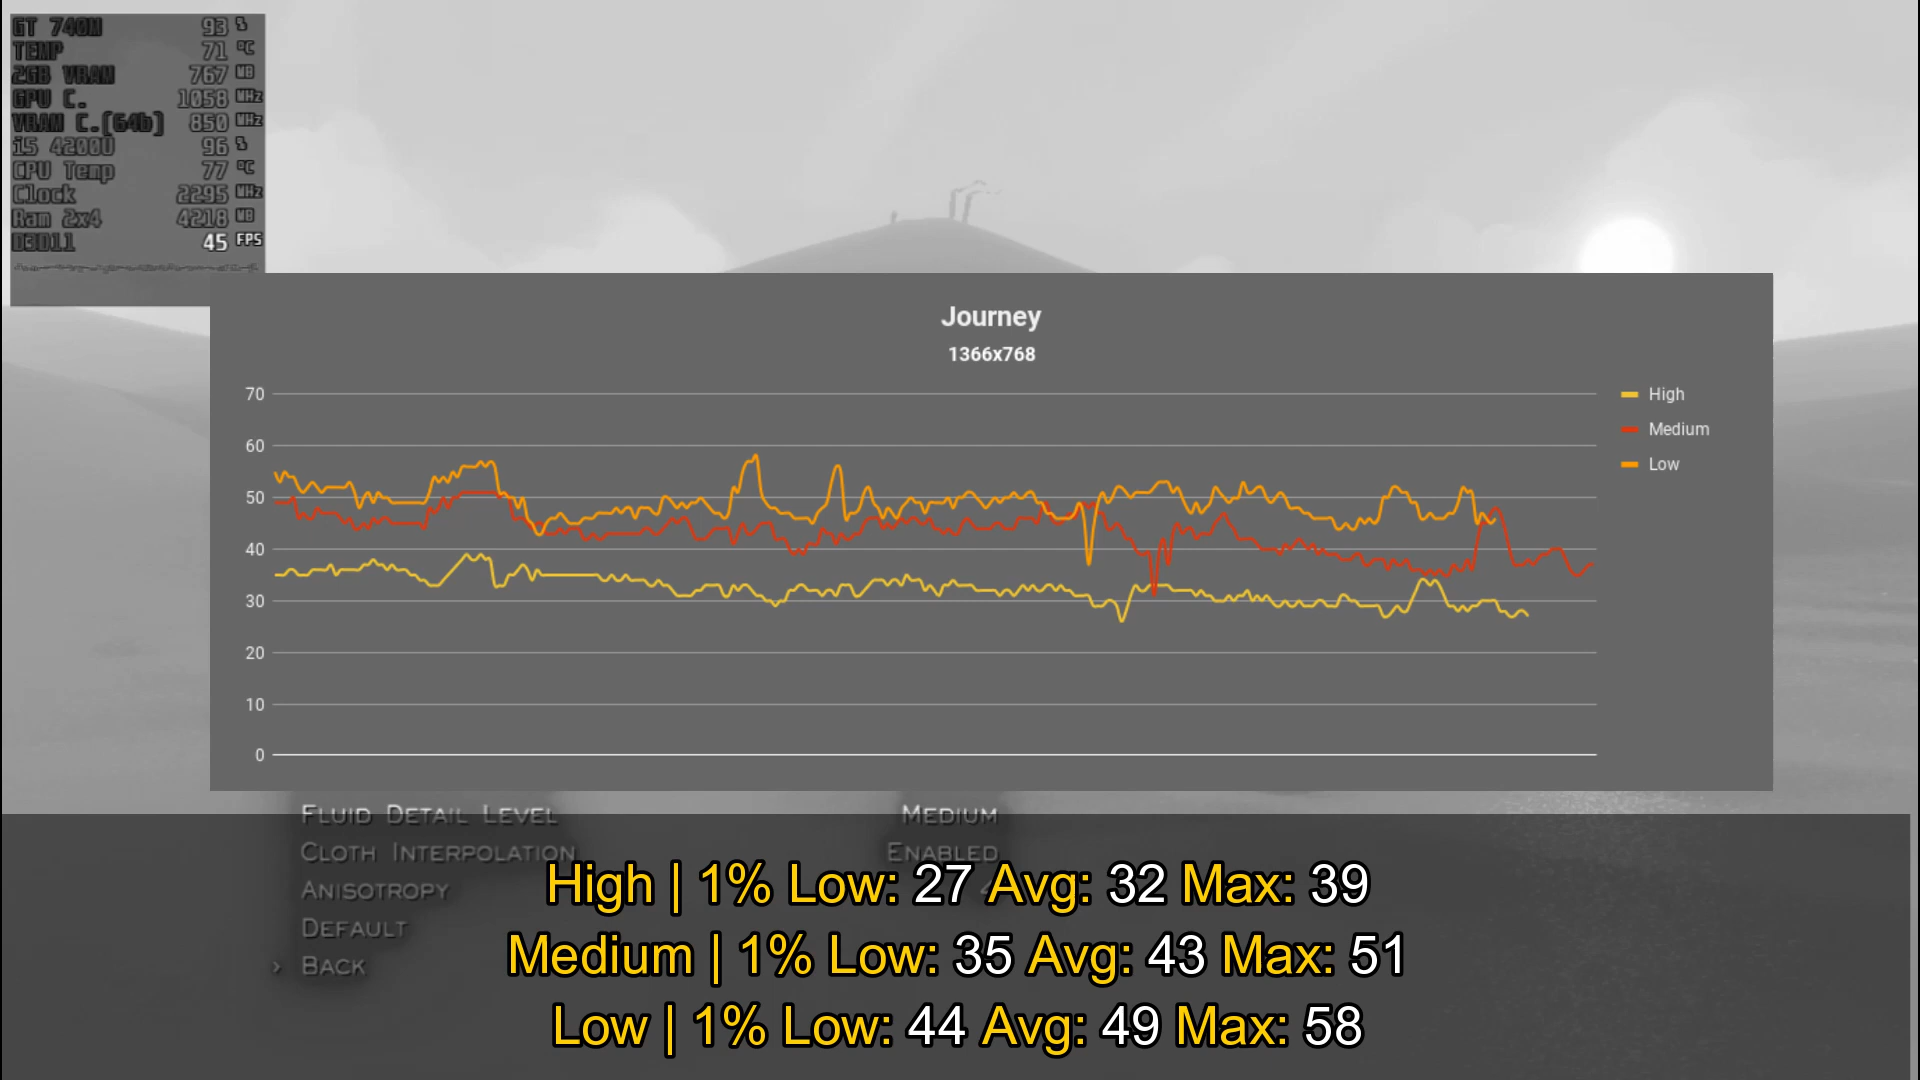 GT 740M 93 %
TEMP 71 °C
2GB VRAM 767 MB
GPU C. 1058 MHz
VRAM C.[64b] 850 MHz
i5 4200U 96 %
CPU Temp 77 °C
Clock 2295 MHz
Ram 2x4 4218 MB
D3D11 45 FPS
Journey
1366x768
70
60
50
40
30
20
10
0
High
Medium
Low
FLUID DETAIL LEVEL MEDIUM
CLOTH INTERPOLATION ENABLED
ANISOTROPY
DEFAULT
› BACK
High | 1% Low: 27 Avg: 32 Max: 39
Medium | 1% Low: 35 Avg: 43 Max: 51
Low | 1% Low: 44 Avg: 49 Max: 58